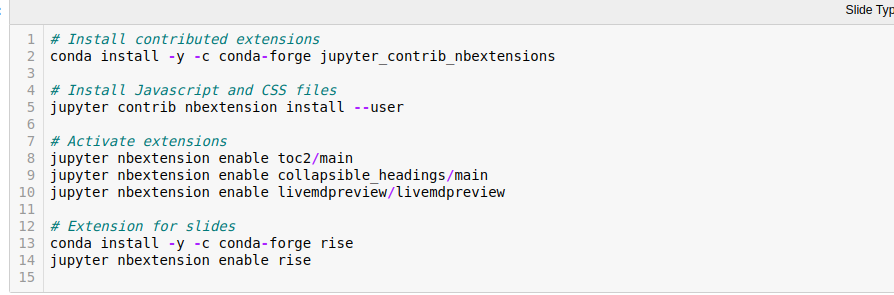 Slide Typ
1 # Install contributed extensions
2 conda install -y -c conda-forge jupyter_contrib_nbextensions
3
4 # Install Javascript and CSS files
5 jupyter contrib nbextension install --user
6
7 # Activate extensions
8 jupyter nbextension enable toc2/main
9 jupyter nbextension enable collapsible_headings/main
10 jupyter nbextension enable livemdpreview/livemdpreview
11
12 # Extension for slides
13 conda install -y -c conda-forge rise
14 jupyter nbextension enable rise
15